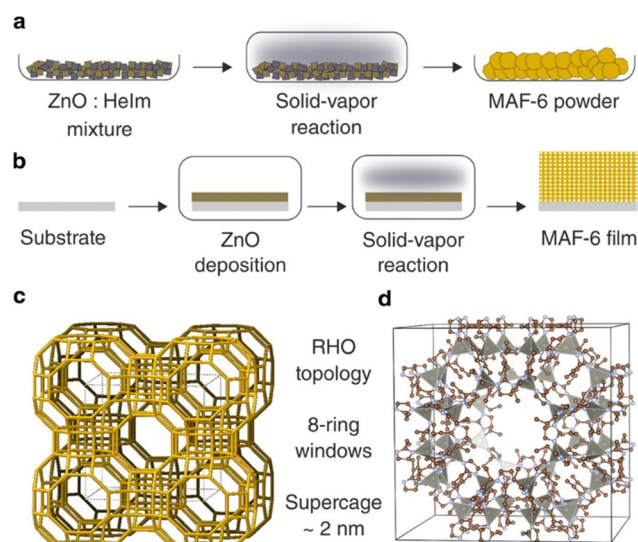 a
ZnO : HeIm
mixture
Solid-vapor
reaction
MAF-6 powder
b
Substrate
ZnO
deposition
Solid-vapor
reaction
MAF-6 film
c
d
RHO
topology
8-ring
windows
Supercage
~ 2 nm